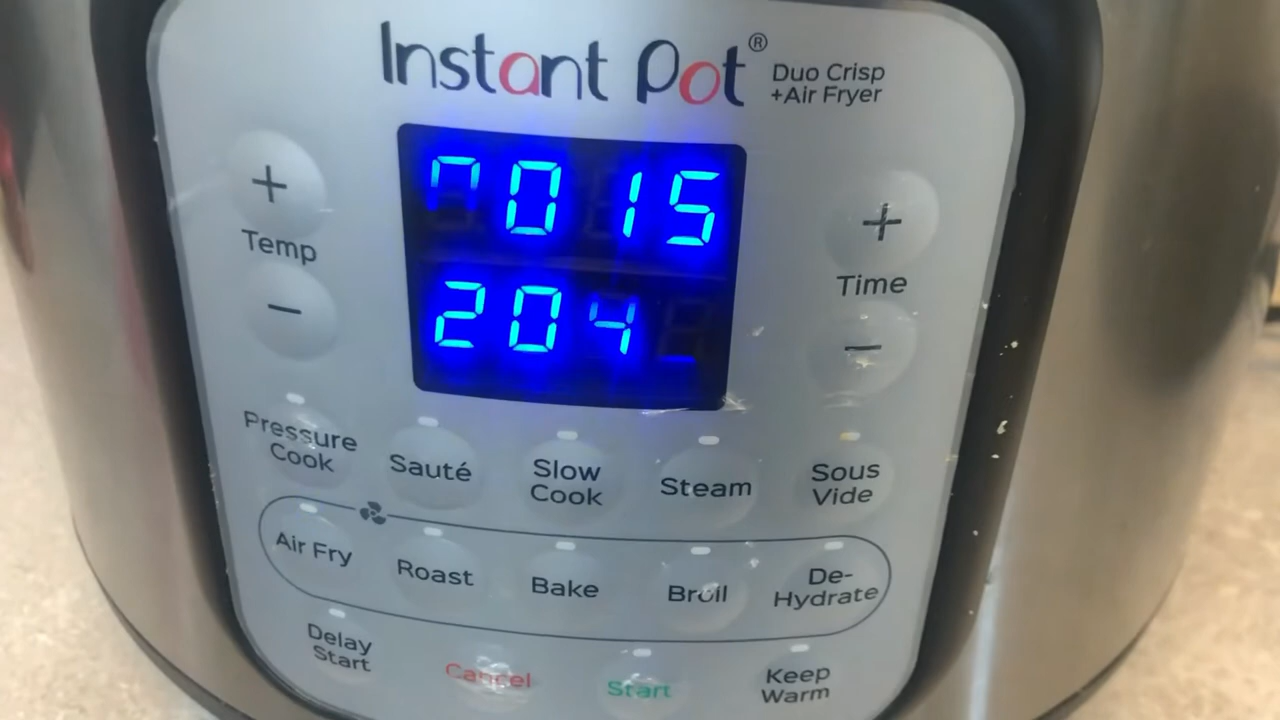 Instant Pot®
Duo Crisp
+Air Fryer
015
204
+
Temp
−
+
Time
−
Pressure
Cook
Sauté
Slow
Cook
Steam
Sous
Vide
Air Fry
Roast
Bake
Broil
De-
Hydrate
Delay
Start
Cancel
Start
Keep
Warm